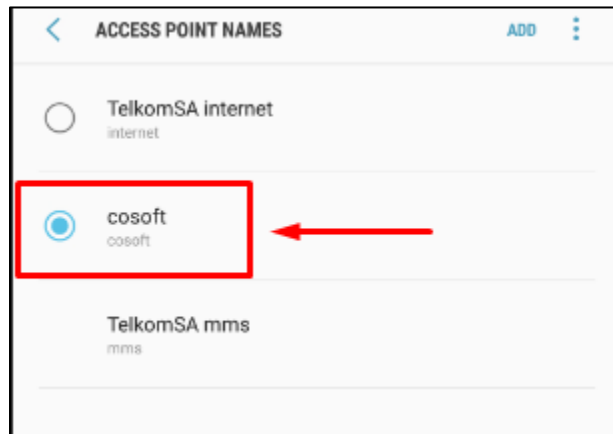 ACCESS POINT NAMES ADD
TelkomSA internet
internet
cosoft
cosoft
TelkomSA mms
mms